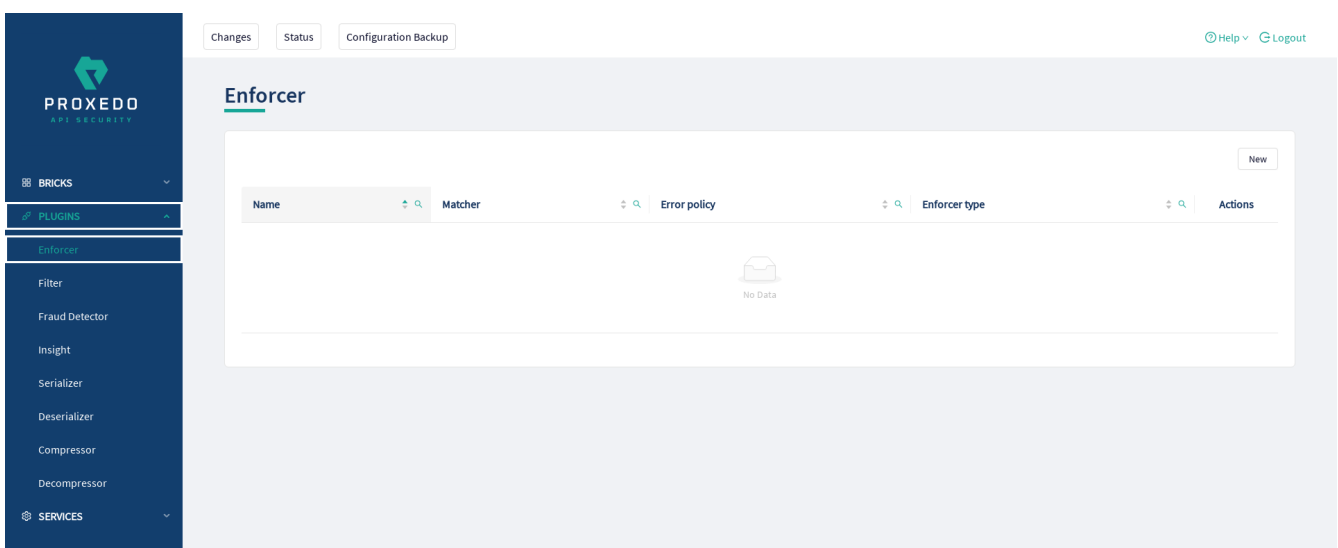 Changes Status Configuration Backup Help Logout
PROXEDO
API SECURITY
BRICKS
PLUGINS
Enforcer
Filter
Fraud Detector
Insight
Serializer
Deserializer
Compressor
Decompressor
SERVICES
Enforcer
New
Name Matcher Error policy Enforcer type Actions
No Data